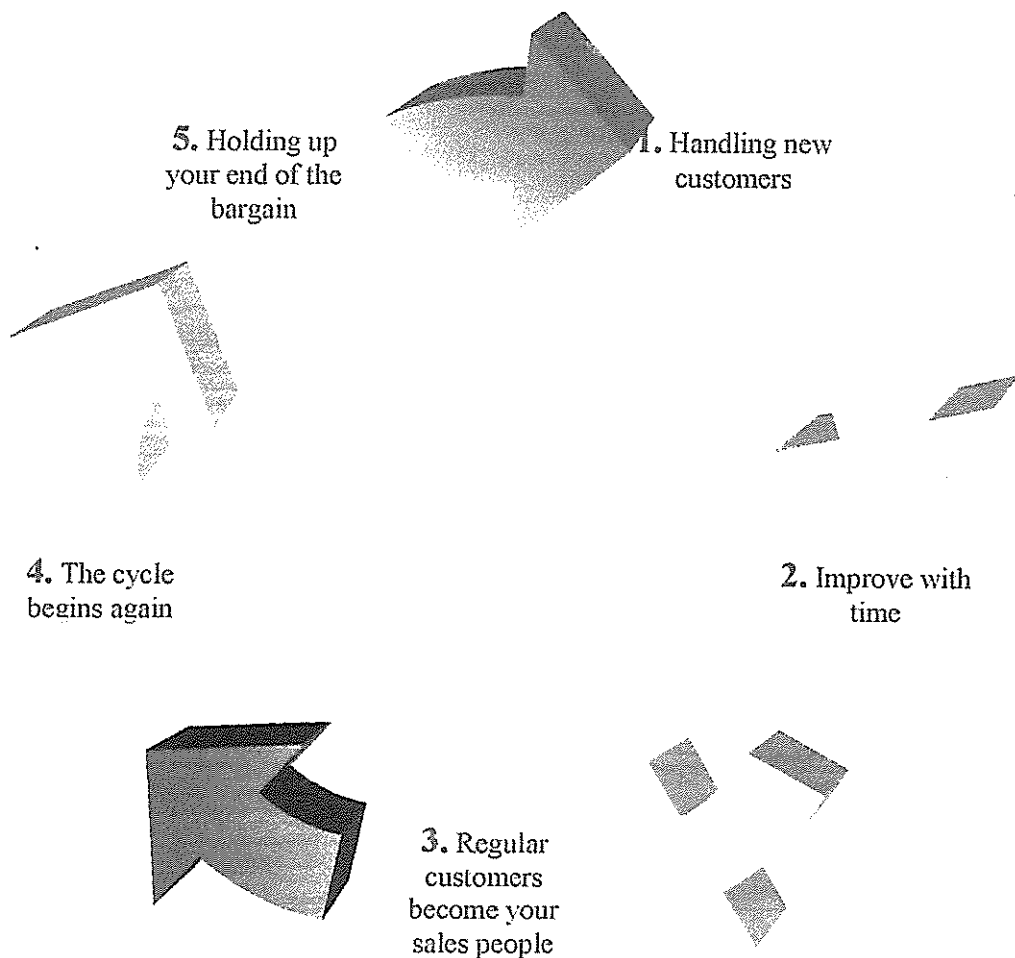 5. Holding up
your end of the
bargain
1. Handling new
customers
4. The cycle
begins again
2. Improve with
time
3. Regular
customers
become your
sales people